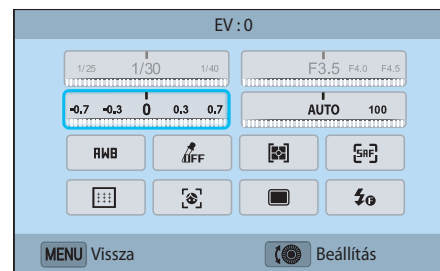 EV : 0
1/25 1/30 1/40
F3.5 F4.0 F4.5
-0.7 -0.3 0 0.3 0.7
AUTO 100
AWB OFF SAF
MENU Vissza
Beállítás